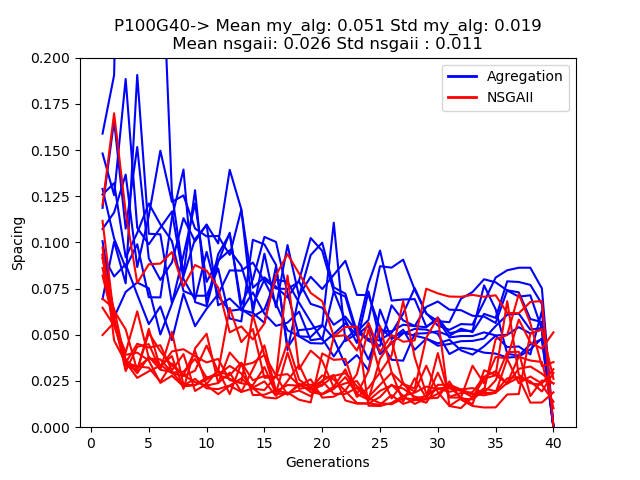 P100G40-> Mean my_alg: 0.051 Std my_alg: 0.019
Mean nsgaii: 0.026 Std nsgaii : 0.011
Agregation
NSGAII
Spacing
0.200
0.175
0.150
0.125
0.100
0.075
0.050
0.025
0.000
0 5 10 15 20 25 30 35 40
Generations